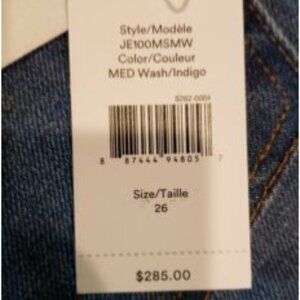 Style/Modèle
JE100MSMW
Color/Couleur
MED Wash/Indigo
8 87444 94805 7
Size/Taille
26
$285.00